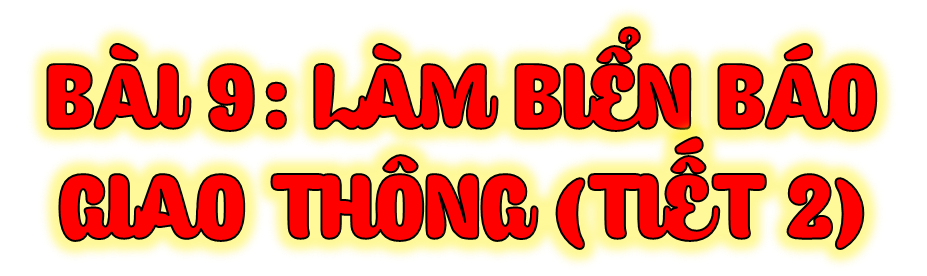 BÀI 9: LÀM BIỂN BÁO
GIAO THÔNG (TIẾT 2)